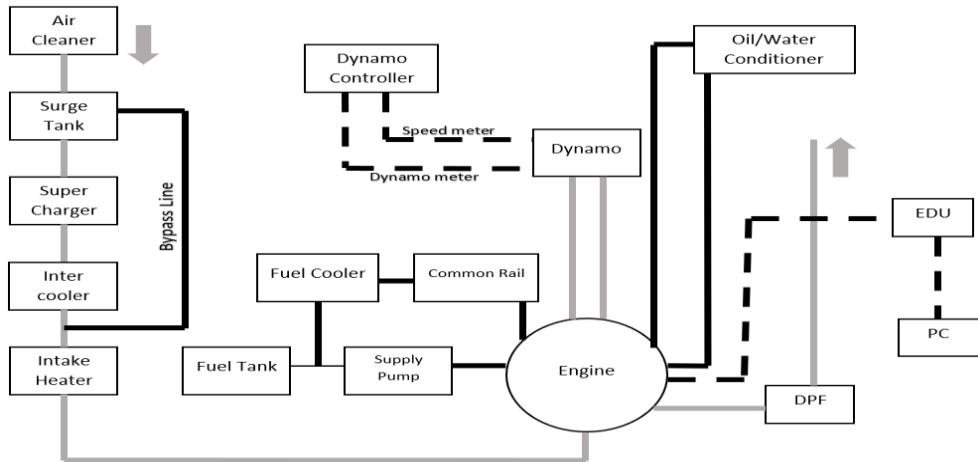 Air
Cleaner
Surge
Tank
Super
Charger
Inter
cooler
Intake
Heater
Bypass Line
Dynamo
Controller
Speed meter
Dynamo meter
Dynamo
Oil/Water
Conditioner
Fuel Cooler
Common Rail
Fuel Tank
Supply
Pump
Engine
EDU
PC
DPF